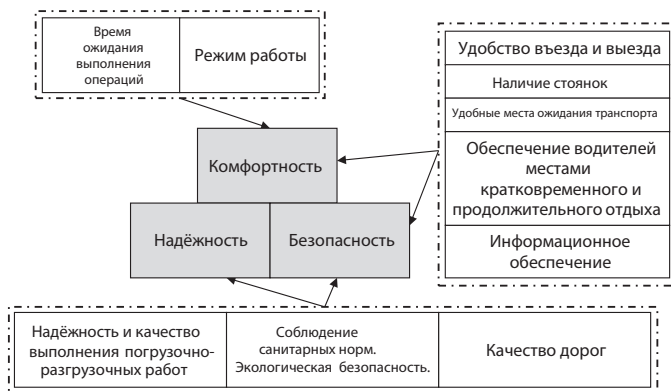 Время
ожидания
выполнения
операций
Режим работы
Удобство въезда и выезда
Наличие стоянок
Удобные места ожидания транспорта
Обеспечение водителей
местами
кратковременного и
продолжительного отдыха
Информационное
обеспечение
Комфортность
Надёжность
Безопасность
Надёжность и качество
выполнения погрузочно-
разгрузочных работ
Соблюдение
санитарных норм.
Экологическая безопасность.
Качество дорог